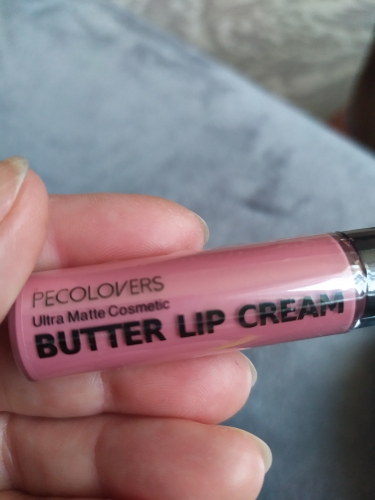 PECOLOVERS
Ultra Matte Cosmetic
BUTTER LIP CREAM